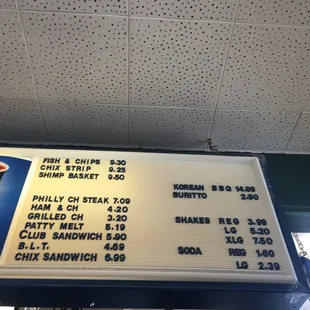 FISH & CHIPS 9.30
CHIX STRIP 9.25
SHIMP BASKET 9.50
PHILLY CH STEAK 7.09
HAM & CH 4.20
GRILLED CH 3.20
PATTY MELT 5.19
CLUB SANDWICH 5.90
B.L.T. 4.69
CHIX SANDWICH 6.99
KOREAN BBQ 14.99
BURITTO 2.90
SHAKES REG 3.99
LG 5.20
XLG 7.50
SODA REG 1.60
LG 2.39